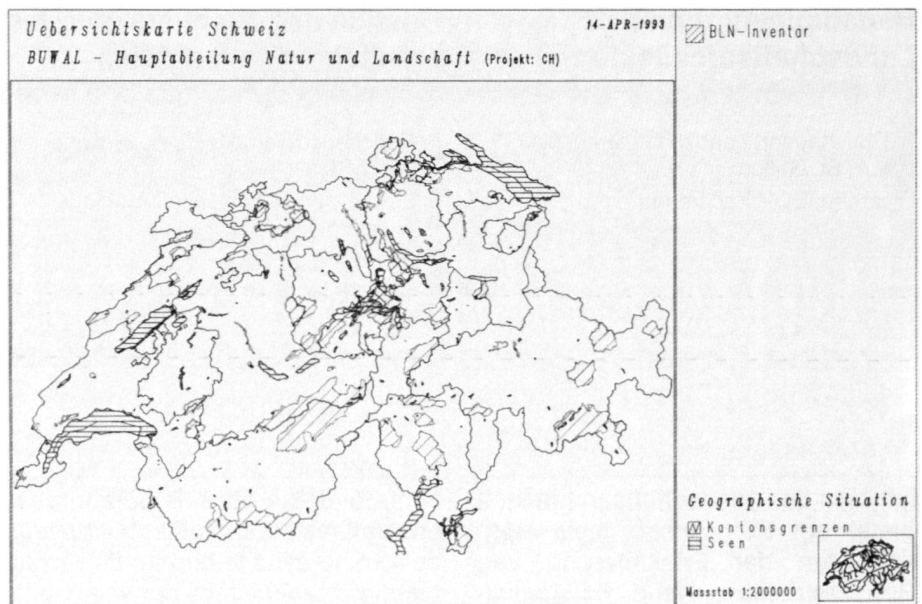 Uebersichtskarte Schweiz
14-APR-1993
BUWAL - Hauptabteilung Natur und Landschaft (Projekt: CH)
BLN-Inventar
Geographische Situation
Kantonsgrenzen
Seen
Massstab 1:2000000